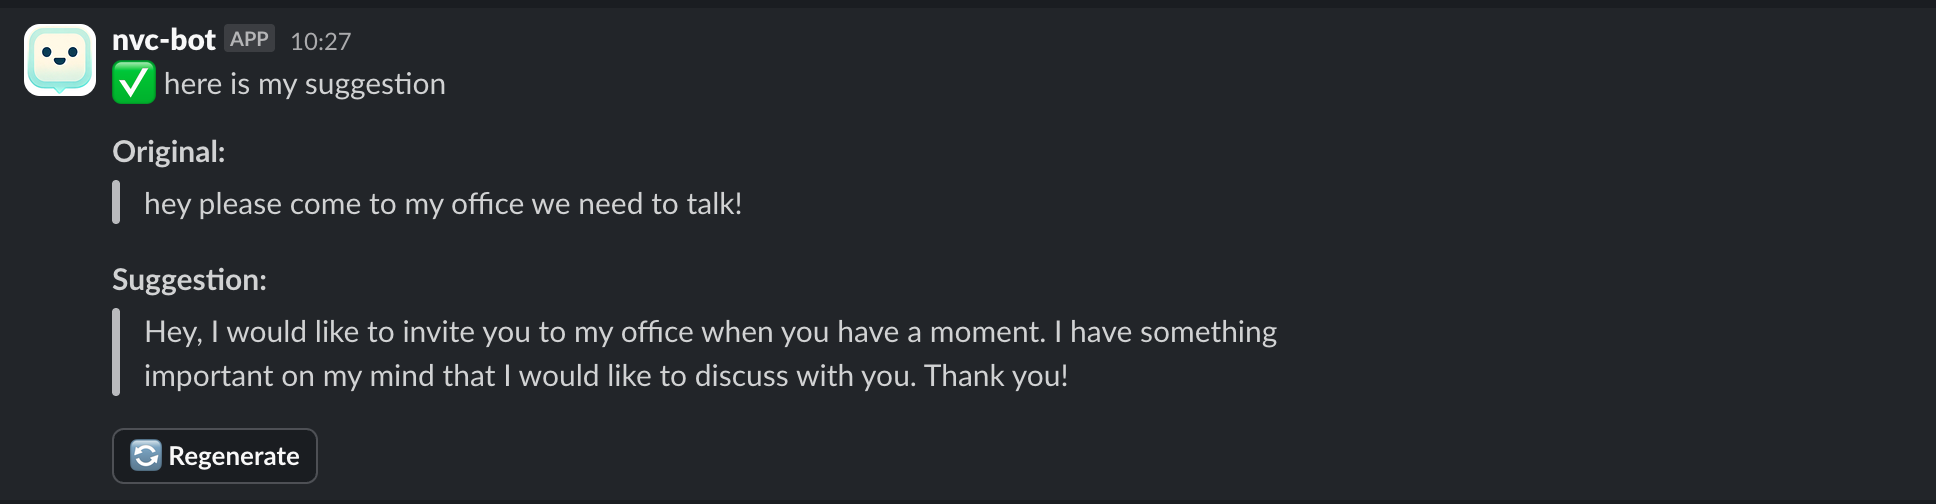 nvc-bot APP 10:27
✅ here is my suggestion
Original:
hey please come to my office we need to talk!
Suggestion:
Hey, I would like to invite you to my office when you have a moment. I have something
important on my mind that I would like to discuss with you. Thank you!
🔄 Regenerate